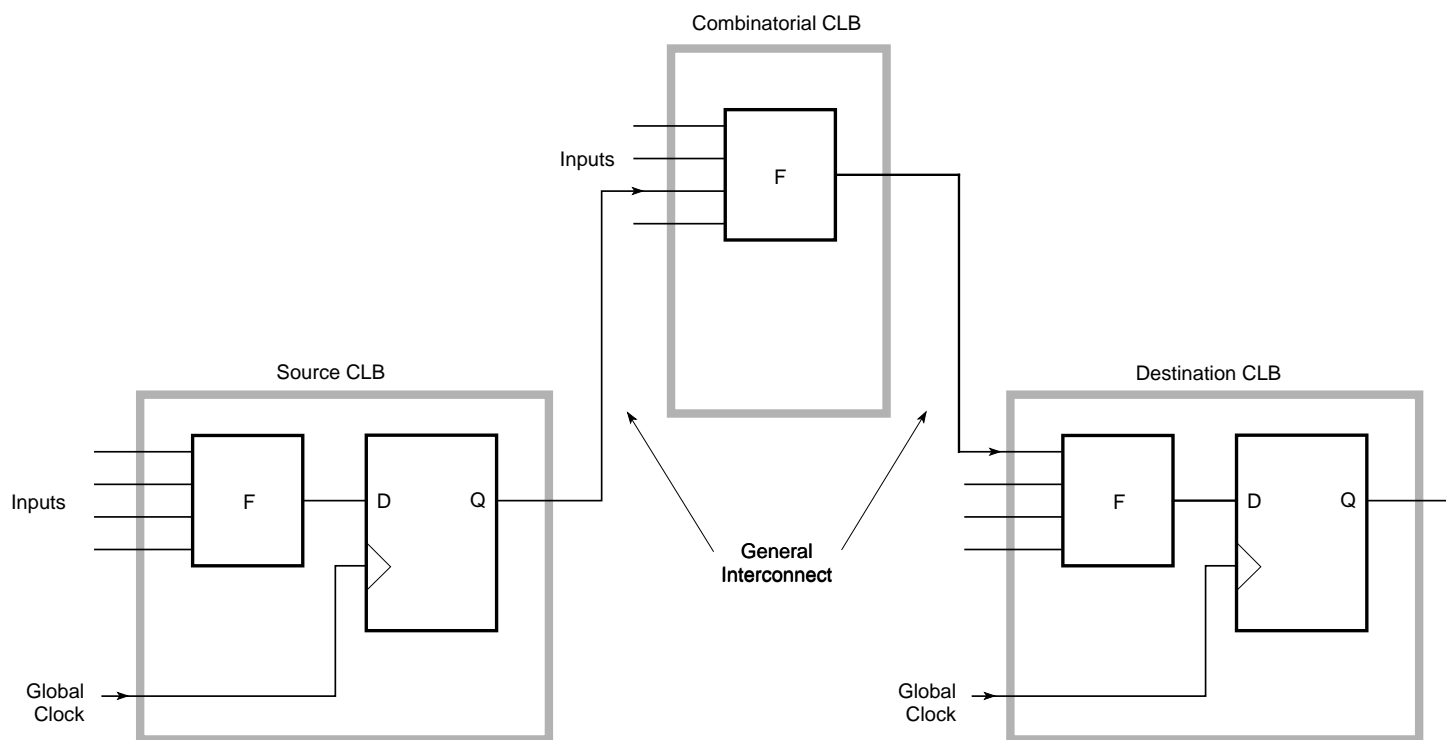 Combinatorial CLB
Inputs
F
Source CLB
Destination CLB
Inputs
F
D
Q
F
D
Q
General
Interconnect
Global
Clock
Global
Clock